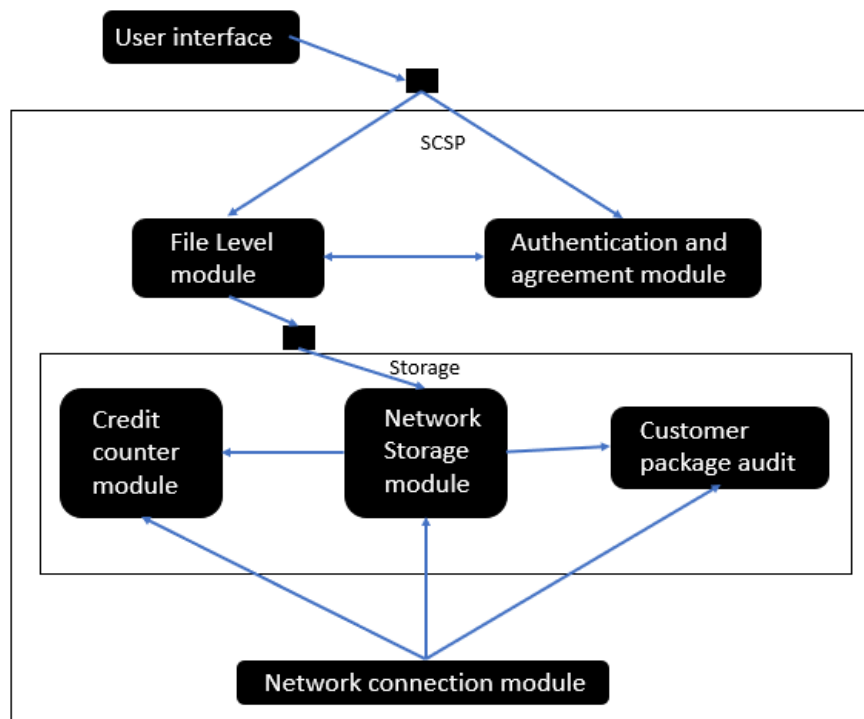 User interface
SCSP
File Level
module
Authentication and
agreement module
Storage
Credit
counter
module
Network
Storage
module
Customer
package audit
Network connection module